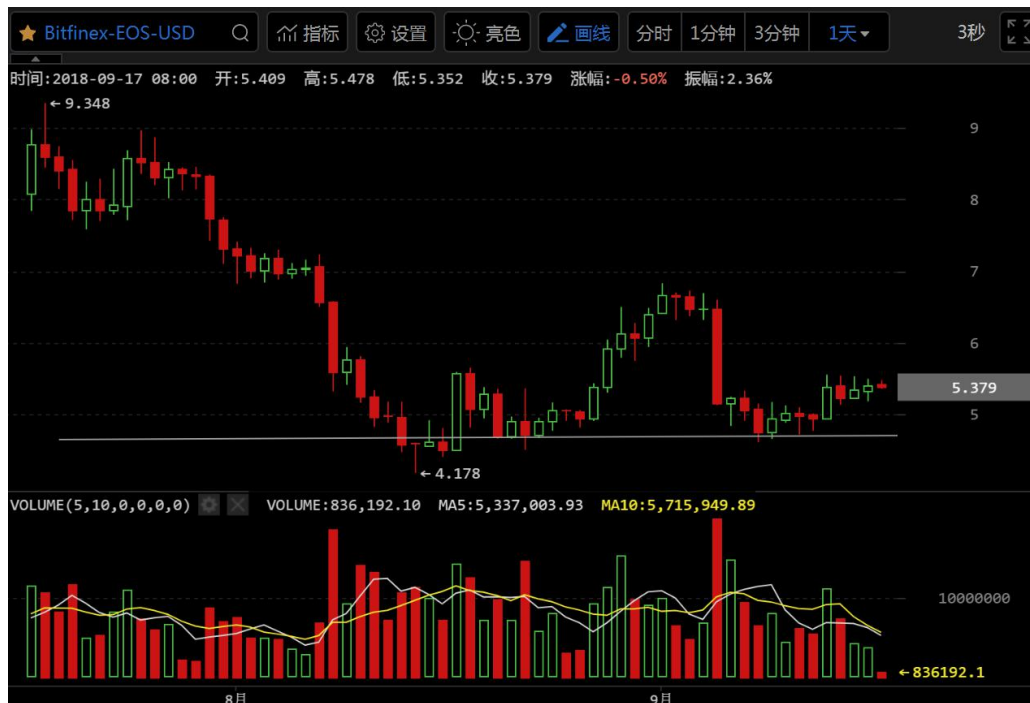 Bitfinex-EOS-USD 指标 设置 亮色 画线 分时 1分钟 3分钟 1天 3秒
时间:2018-09-17 08:00 开:5.409 高:5.478 低:5.352 收:5.379 涨幅:-0.50% 振幅:2.36%
←9.348
9
8
7
6
5.379
5
←4.178
VOLUME(5,10,0,0,0,0,0) VOLUME:836,192.10 MA5:5,337,003.93 MA10:5,715,949.89
10000000
←836192.1
8月 9月